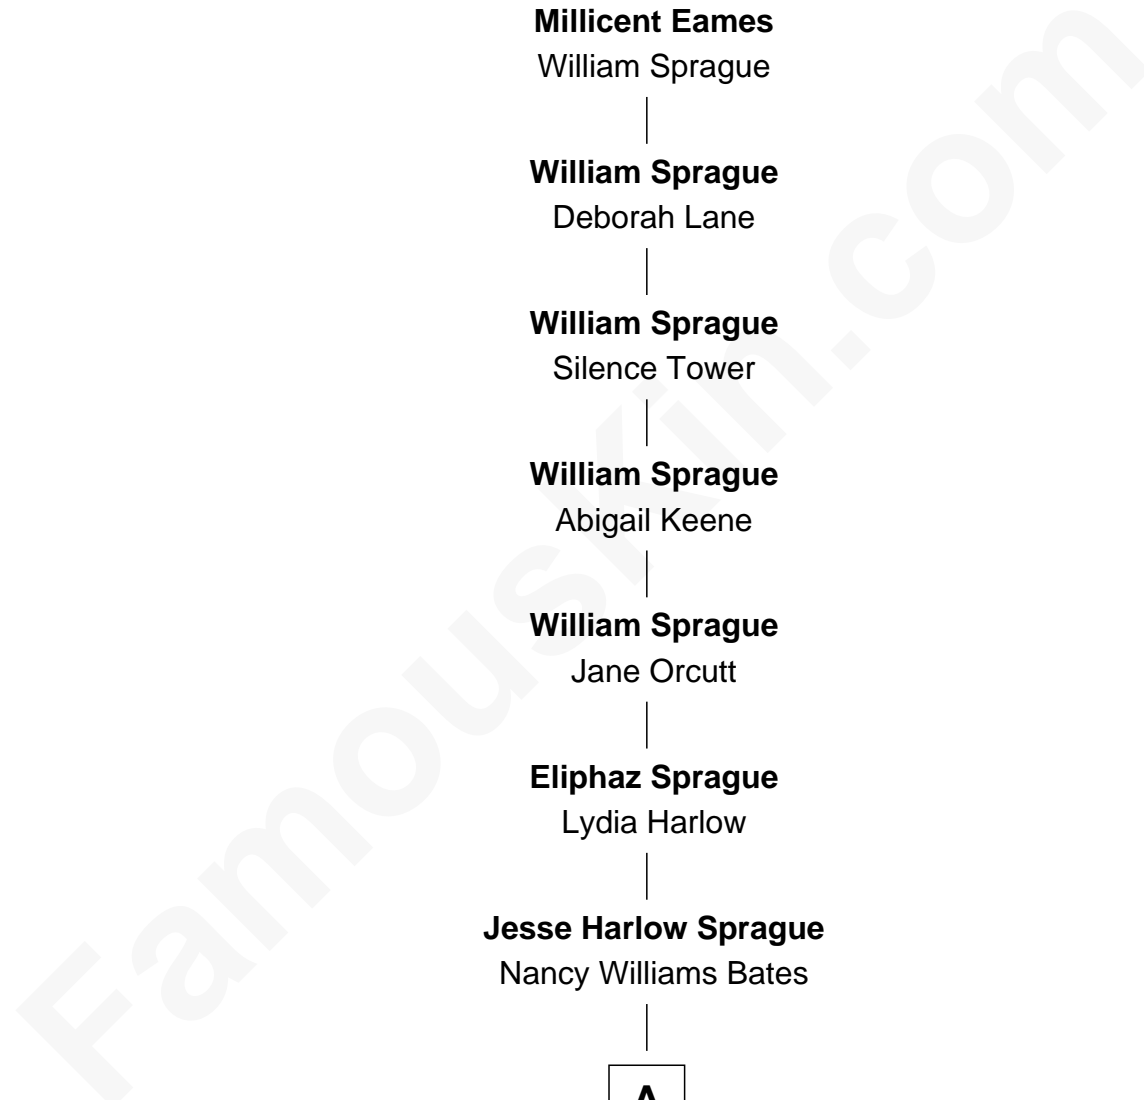 Millicent Eames
William Sprague
William Sprague
Deborah Lane
William Sprague
Silence Tower
William Sprague
Abigail Keene
William Sprague
Jane Orcutt
Eliphaz Sprague
Lydia Harlow
Jesse Harlow Sprague
Nancy Williams Bates
A
FamousKin.com